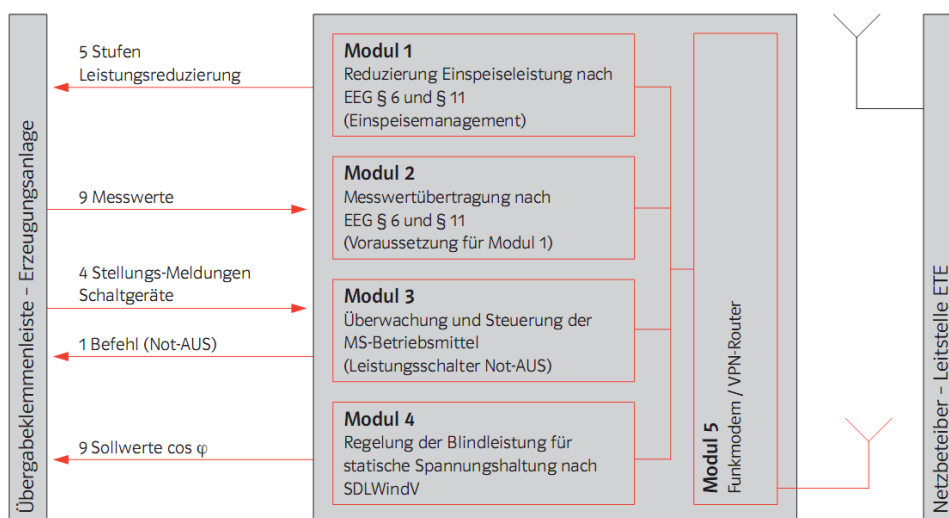 Übergabeklemmenleiste – Erzeugungsanlage
5 Stufen
Leistungsreduzierung
9 Messwerte
4 Stellungs-Meldungen
Schaltgeräte
1 Befehl (Not-AUS)
9 Sollwerte cos φ
Modul 1
Reduzierung Einspeiseleistung nach
EEG § 6 und § 11
(Einspeisemanagement)
Modul 2
Messwertübertragung nach
EEG § 6 und § 11
(Voraussetzung für Modul 1)
Modul 3
Überwachung und Steuerung der
MS-Betriebsmittel
(Leistungsschalter Not-AUS)
Modul 4
Regelung der Blindleistung für
statische Spannungshaltung nach
SDLWindV
Modul 5
Funkmodem / VPN-Router
Netzbeteiber – Leitstelle ETE